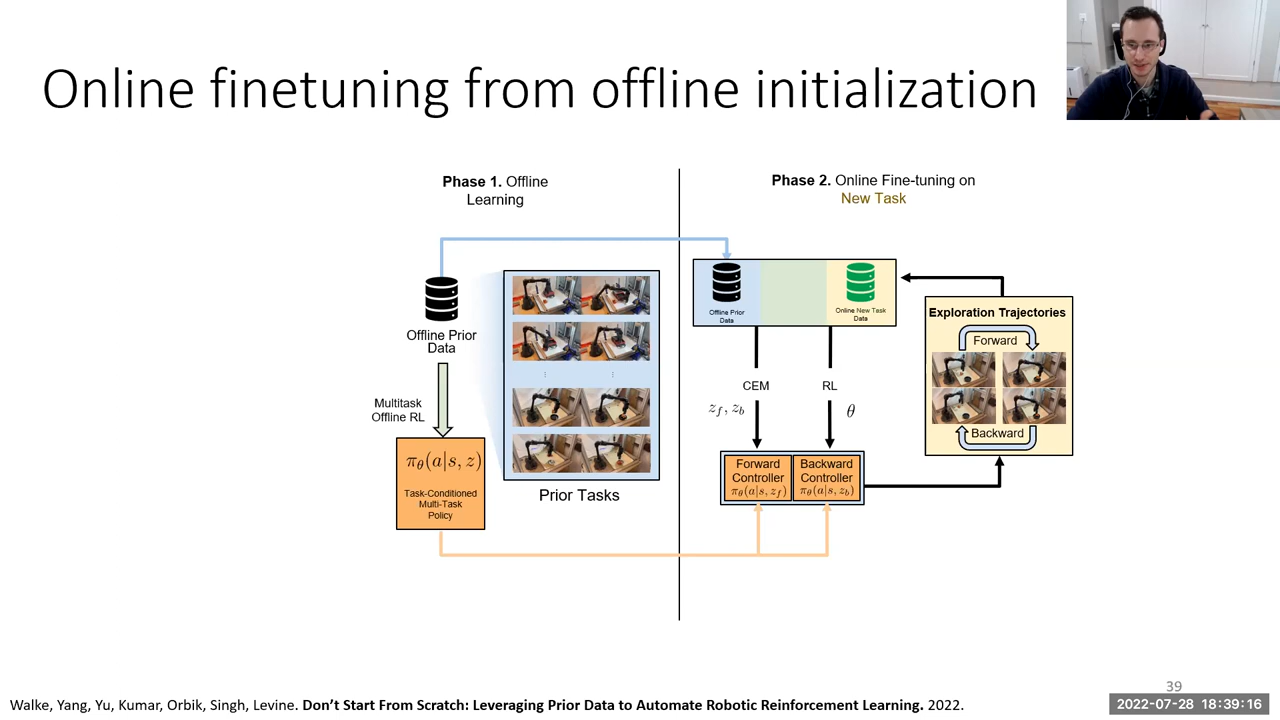 Online finetuning from offline initialization
Phase 1. Offline
Learning
Offline Prior
Data
Multitask
Offline RL
πθ(a|s, z)
Task-Conditioned
Multi-Task
Policy
Prior Tasks
Phase 2. Online Fine-tuning on
New Task
Offline Prior
Data
Online New Task
Data
CEM
z_f, z_b
RL
θ
Forward
Controller
πθ(a|s, z_f)
Backward
Controller
πθ(a|s, z_b)
Exploration Trajectories
Forward
Backward
39
Walke, Yang, Yu, Kumar, Orbik, Singh, Levine. Don’t Start From Scratch: Leveraging Prior Data to Automate Robotic Reinforcement Learning. 2022.
2022-07-28 18:39:16